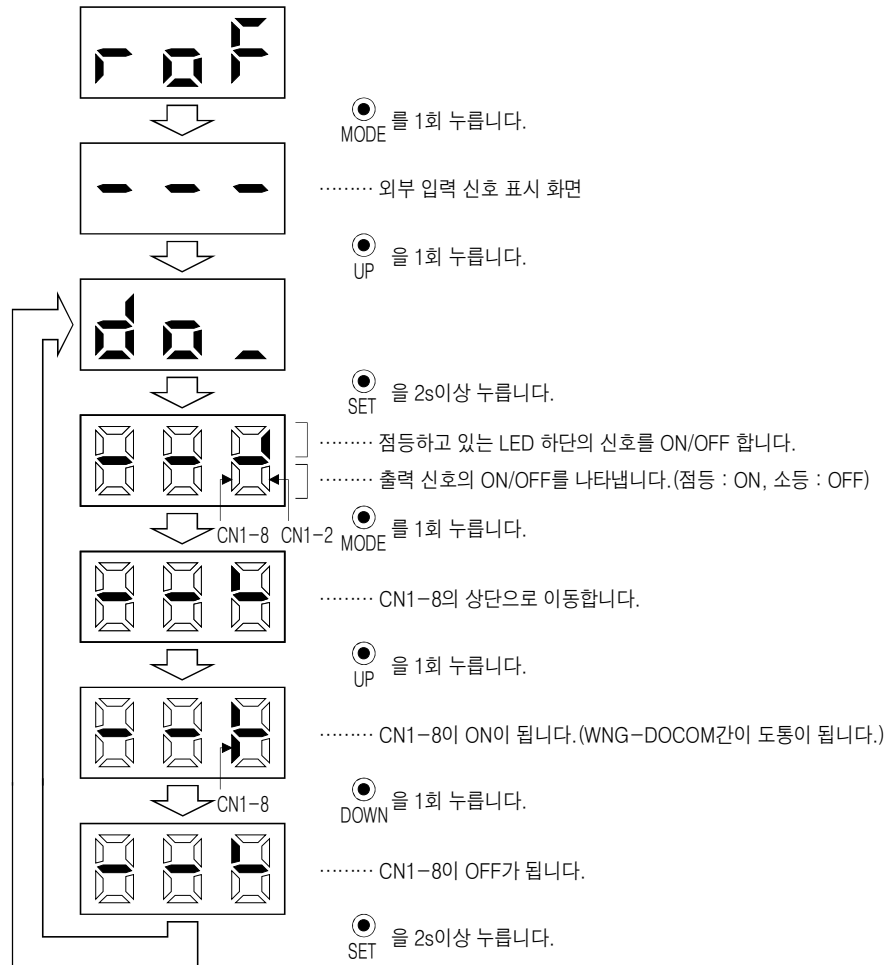 roF
MODE 를 1회 누릅니다.
- - -
········· 외부 입력 신호 표시 화면
UP 을 1회 누릅니다.
do_
SET 을 2s이상 누릅니다.
········· 점등하고 있는 LED 하단의 신호를 ON/OFF 합니다.
········· 출력 신호의 ON/OFF를 나타냅니다.(점등 : ON, 소등 : OFF)
CN1-8 CN1-2
MODE 를 1회 누릅니다.
········· CN1-8의 상단으로 이동합니다.
UP 을 1회 누릅니다.
········· CN1-8이 ON이 됩니다.(WNG-DOCOM간이 도통이 됩니다.)
CN1-8
DOWN 을 1회 누릅니다.
········· CN1-8이 OFF가 됩니다.
SET 을 2s이상 누릅니다.